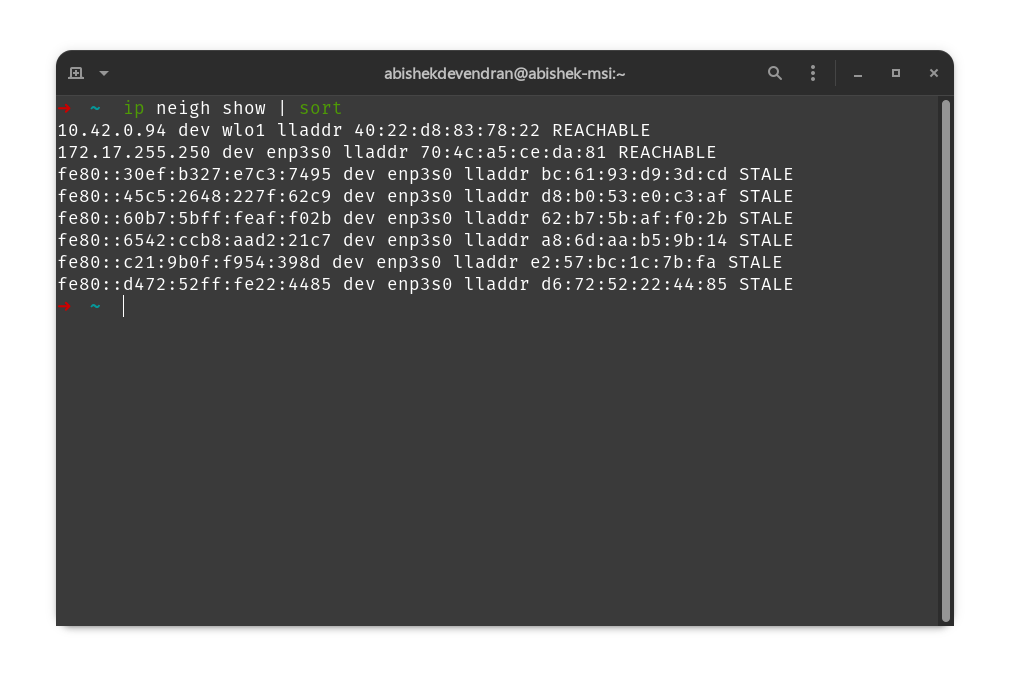 abishekdevendran@abishek-msi:~
➜ ~ ip neigh show | sort
10.42.0.94 dev wlo1 lladdr 40:22:d8:83:78:22 REACHABLE
172.17.255.250 dev enp3s0 lladdr 70:4c:a5:ce:da:81 REACHABLE
fe80::30ef:b327:e7c3:7495 dev enp3s0 lladdr bc:61:93:d9:3d:cd STALE
fe80::45c5:2648:227f:62c9 dev enp3s0 lladdr d8:b0:53:e0:c3:af STALE
fe80::60b7:5bff:feaf:f02b dev enp3s0 lladdr 62:b7:5b:af:f0:2b STALE
fe80::6542:ccb8:aad2:21c7 dev enp3s0 lladdr a8:6d:aa:b5:9b:14 STALE
fe80::c21:9b0f:f954:398d dev enp3s0 lladdr e2:57:bc:1c:7b:fa STALE
fe80::d472:52ff:fe22:4485 dev enp3s0 lladdr d6:72:52:22:44:85 STALE
➜ ~